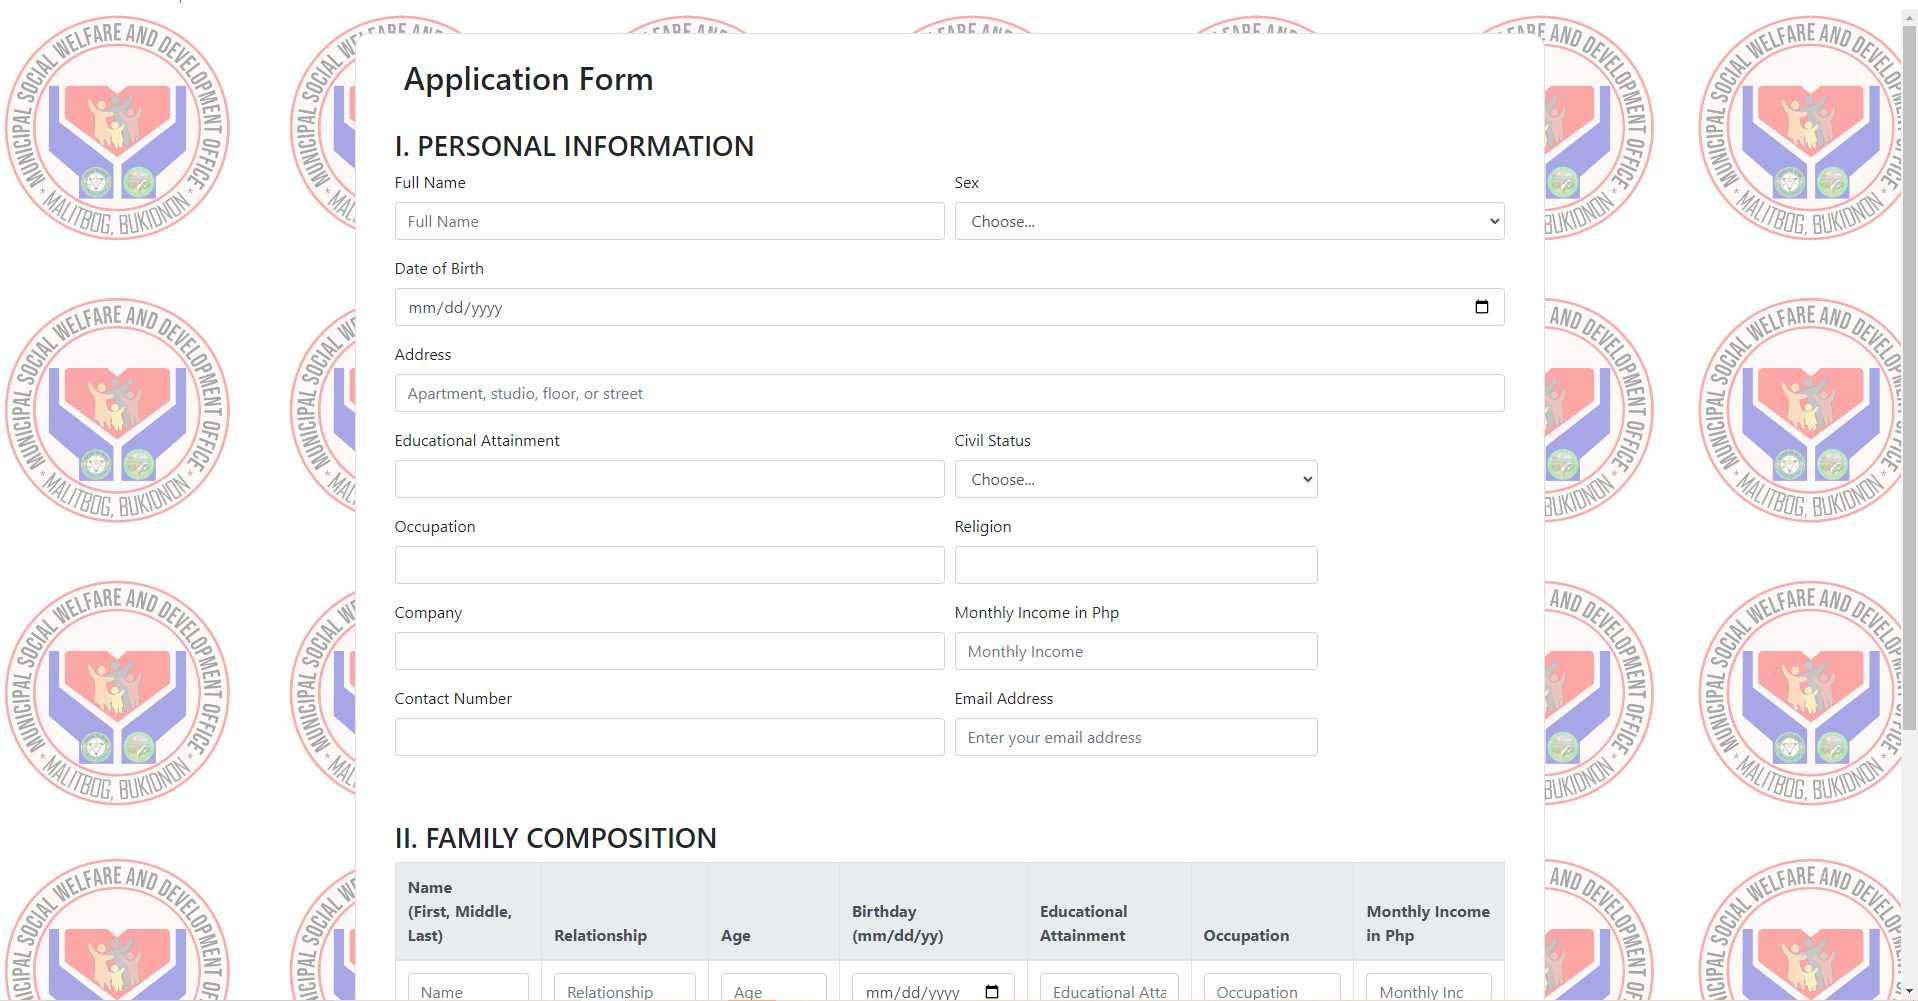 MUNICIPAL SOCIAL WELFARE AND DEVELOPMENT OFFICE
* MALITBOG, BUKIDNON *
Application Form
I. PERSONAL INFORMATION
Full Name Sex
Full Name Choose...
Date of Birth
mm/dd/yyyy
Address
Apartment, studio, floor, or street
Educational Attainment Civil Status
Choose...
Occupation Religion
Company Monthly Income in Php
Monthly Income
Contact Number Email Address
Enter your email address
II. FAMILY COMPOSITION
Name
(First, Middle, Birthday Educational Monthly Income
Last) Relationship Age (mm/dd/yy) Attainment Occupation in Php
Name Relationship Age mm/dd/yyyy Educational Atta Occupation Monthly Inc